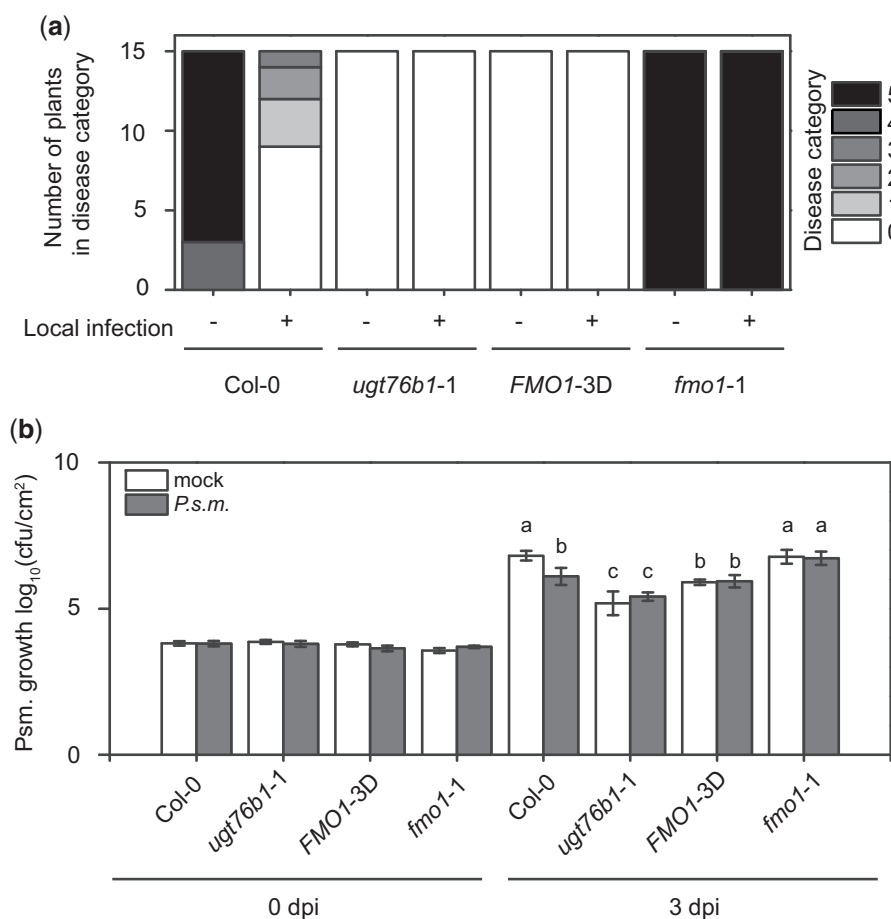 (a)
15
10
5
0
Number of plants
in disease category
Disease category
Local infection - + - + - + - +
Col-0 ugt76b1-1 FMO1-3D fmo1-1
(b)
10
5
0
Psm. growth log10(cfu/cm2)
mock
P.s.m.
a b c c b b a a
Col-0 ugt76b1-1 FMO1-3D fmo1-1 Col-0 ugt76b1-1 FMO1-3D fmo1-1
0 dpi 3 dpi